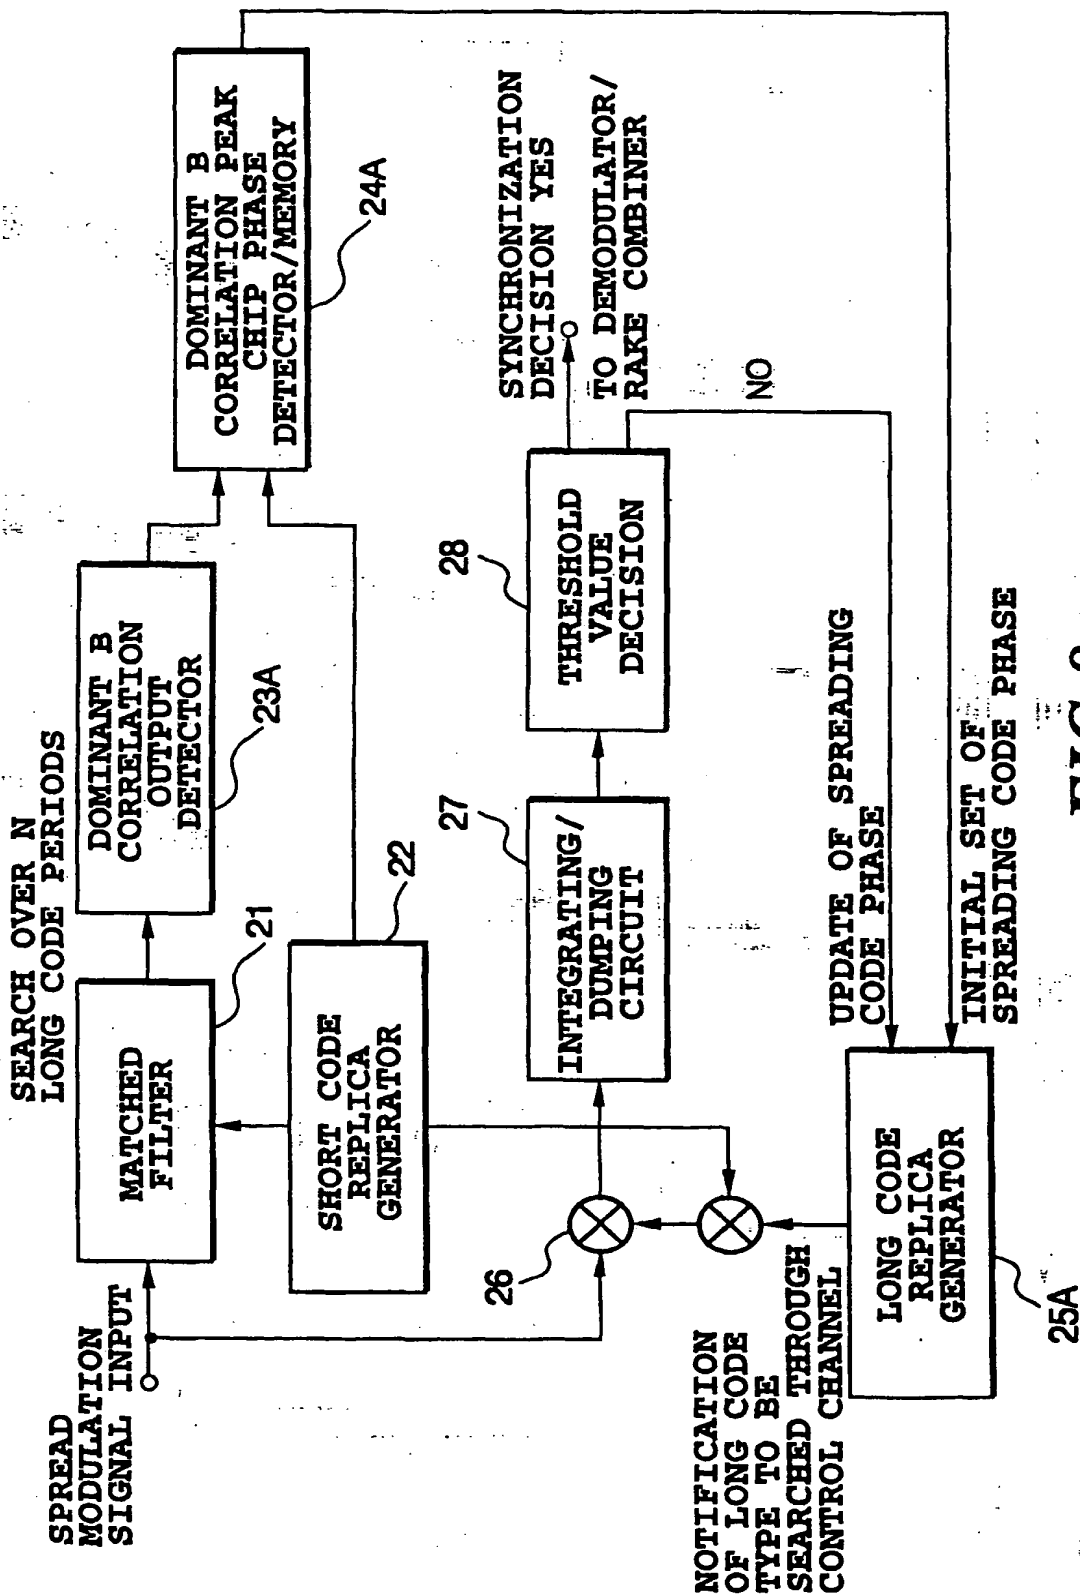 SPREAD
MODULATION
SIGNAL INPUT
SEARCH OVER N
LONG CODE PERIODS
MATCHED
FILTER
21
DOMINANT B
CORRELATION
OUTPUT
DETECTOR
23A
DOMINANT B
CORRELATION PEAK
CHIP PHASE
DETECTOR/MEMORY
24A
SHORT CODE
REPLICA
GENERATOR
22
26
INTEGRATING/
DUMPING
CIRCUIT
27
THRESHOLD
VALUE
DECISION
28
SYNCHRONIZATION
DECISION YES
TO DEMODULATOR/
RAKE COMBINER
NO
NOTIFICATION
OF LONG CODE
TYPE TO BE
SEARCHED THROUGH
CONTROL CHANNEL
UPDATE OF SPREADING
CODE PHASE
INITIAL SET OF
SPREADING CODE PHASE
LONG CODE
REPLICA
GENERATOR
25A